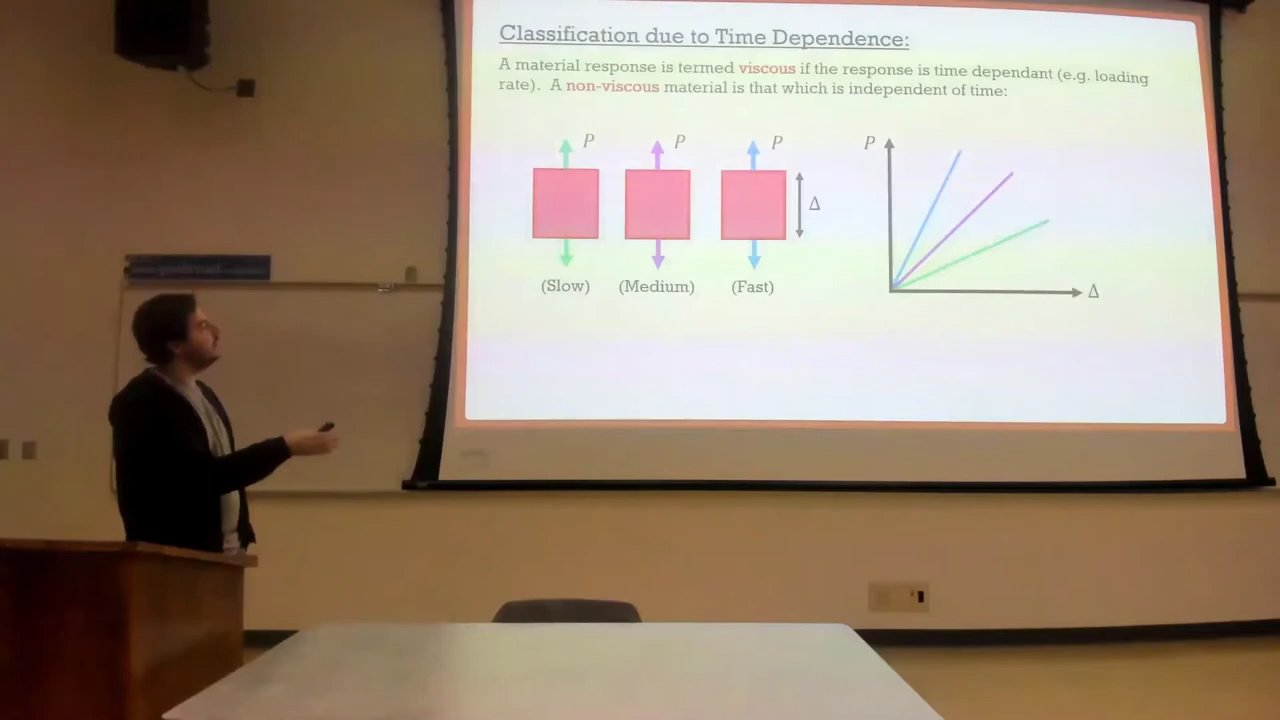 Classification due to Time Dependence:
A material response is termed viscous if the response is time dependant (e.g. loading
rate). A non-viscous material is that which is independent of time:
P P P P
Δ
(Slow) (Medium) (Fast) Δ